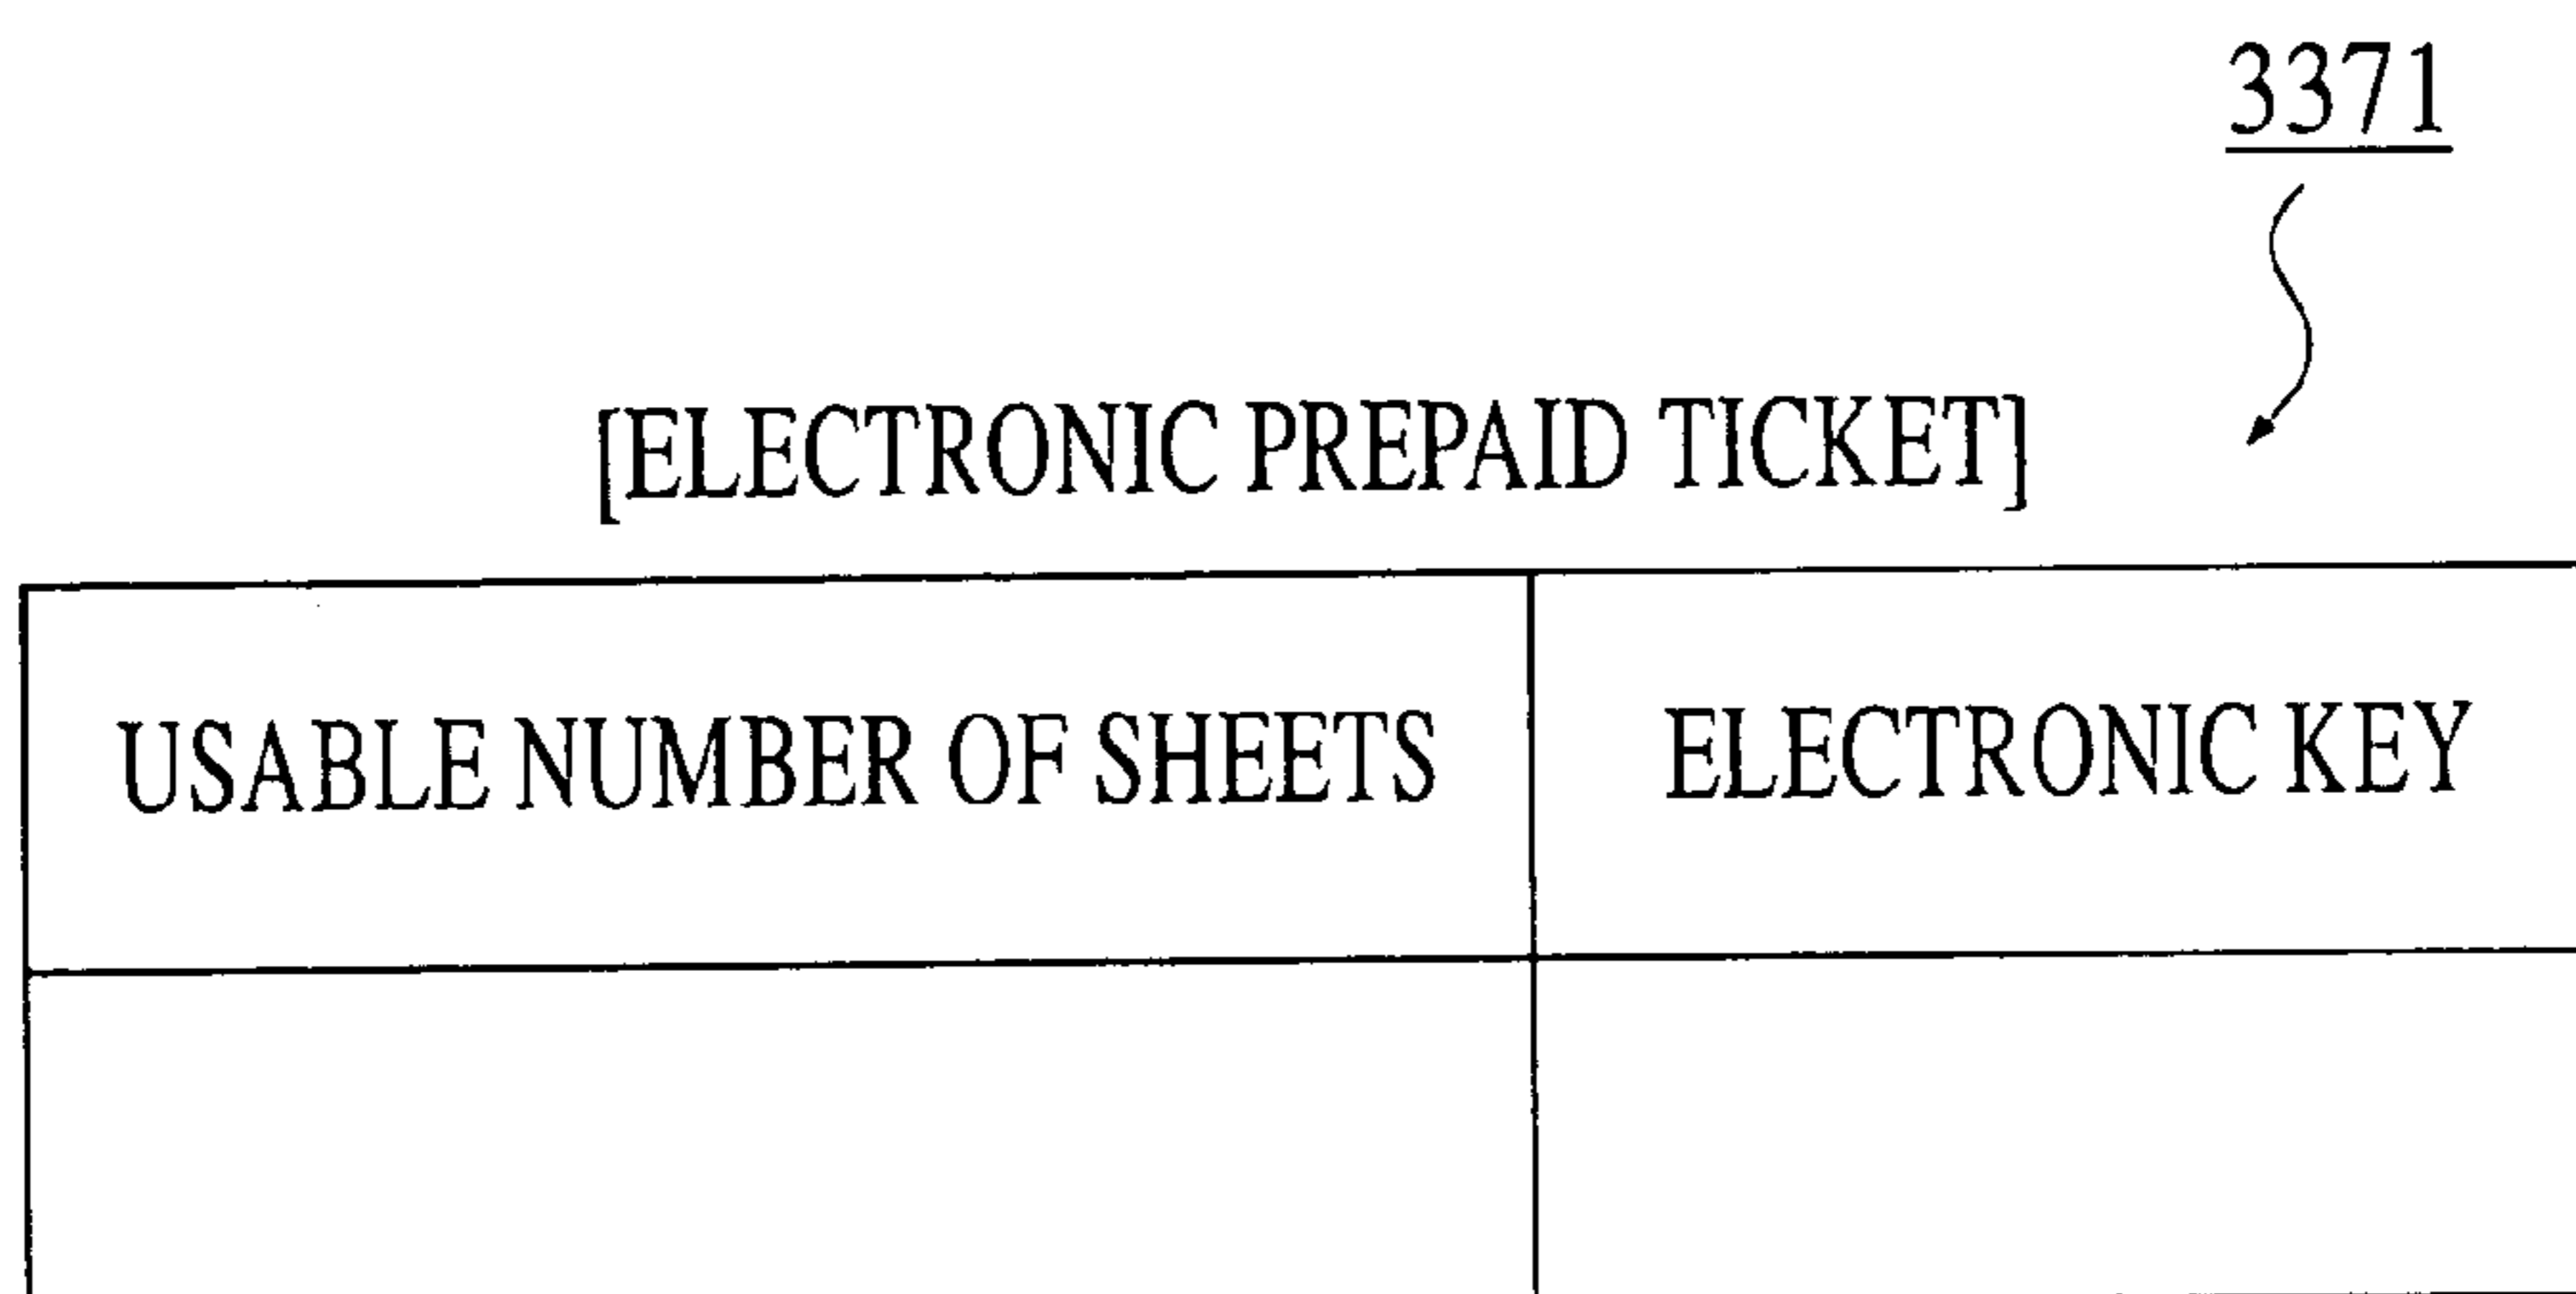 3371
[ELECTRONIC PREPAID TICKET]
USABLE NUMBER OF SHEETS
ELECTRONIC KEY